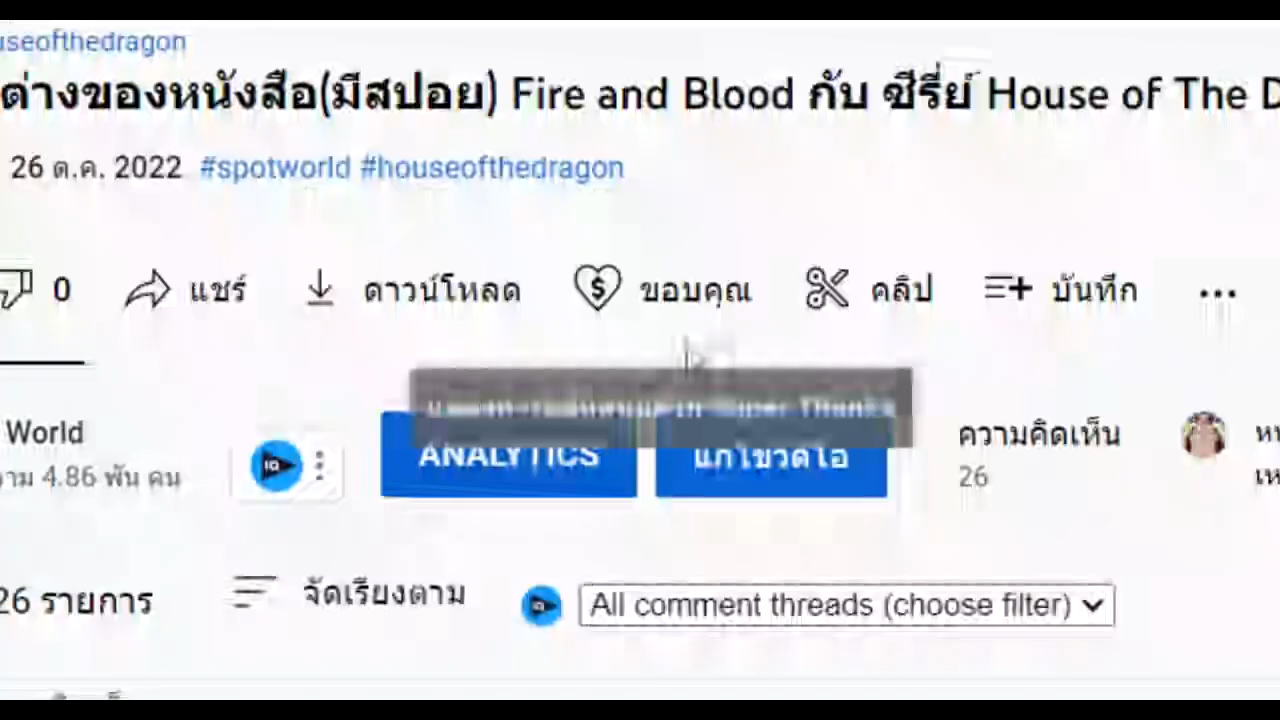 useofthedragon
ต่างของหนังสือ(มีสปอย) Fire and Blood กับ ซีรี่ย์ House of The D
26 ต.ค. 2022 #spotworld #houseofthedragon
0 แชร์ ดาวน์โหลด ขอบคุณ คลิป บันทึก ...
Super Thanks
World ANALYTICS แก้ไขวิดีโอ ความคิดเห็น
4.86 พัน คน 26
26 รายการ จัดเรียงตาม All comment threads (choose filter)